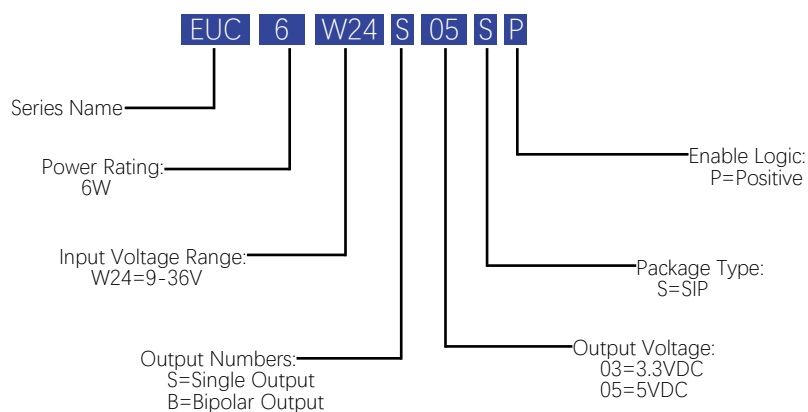 EUC 6 W24 S 05 S P
Series Name
Power Rating:
6W
Input Voltage Range:
W24=9-36V
Output Numbers:
S=Single Output
B=Bipolar Output
Enable Logic:
P=Positive
Package Type:
S=SIP
Output Voltage:
03=3.3VDC
05=5VDC